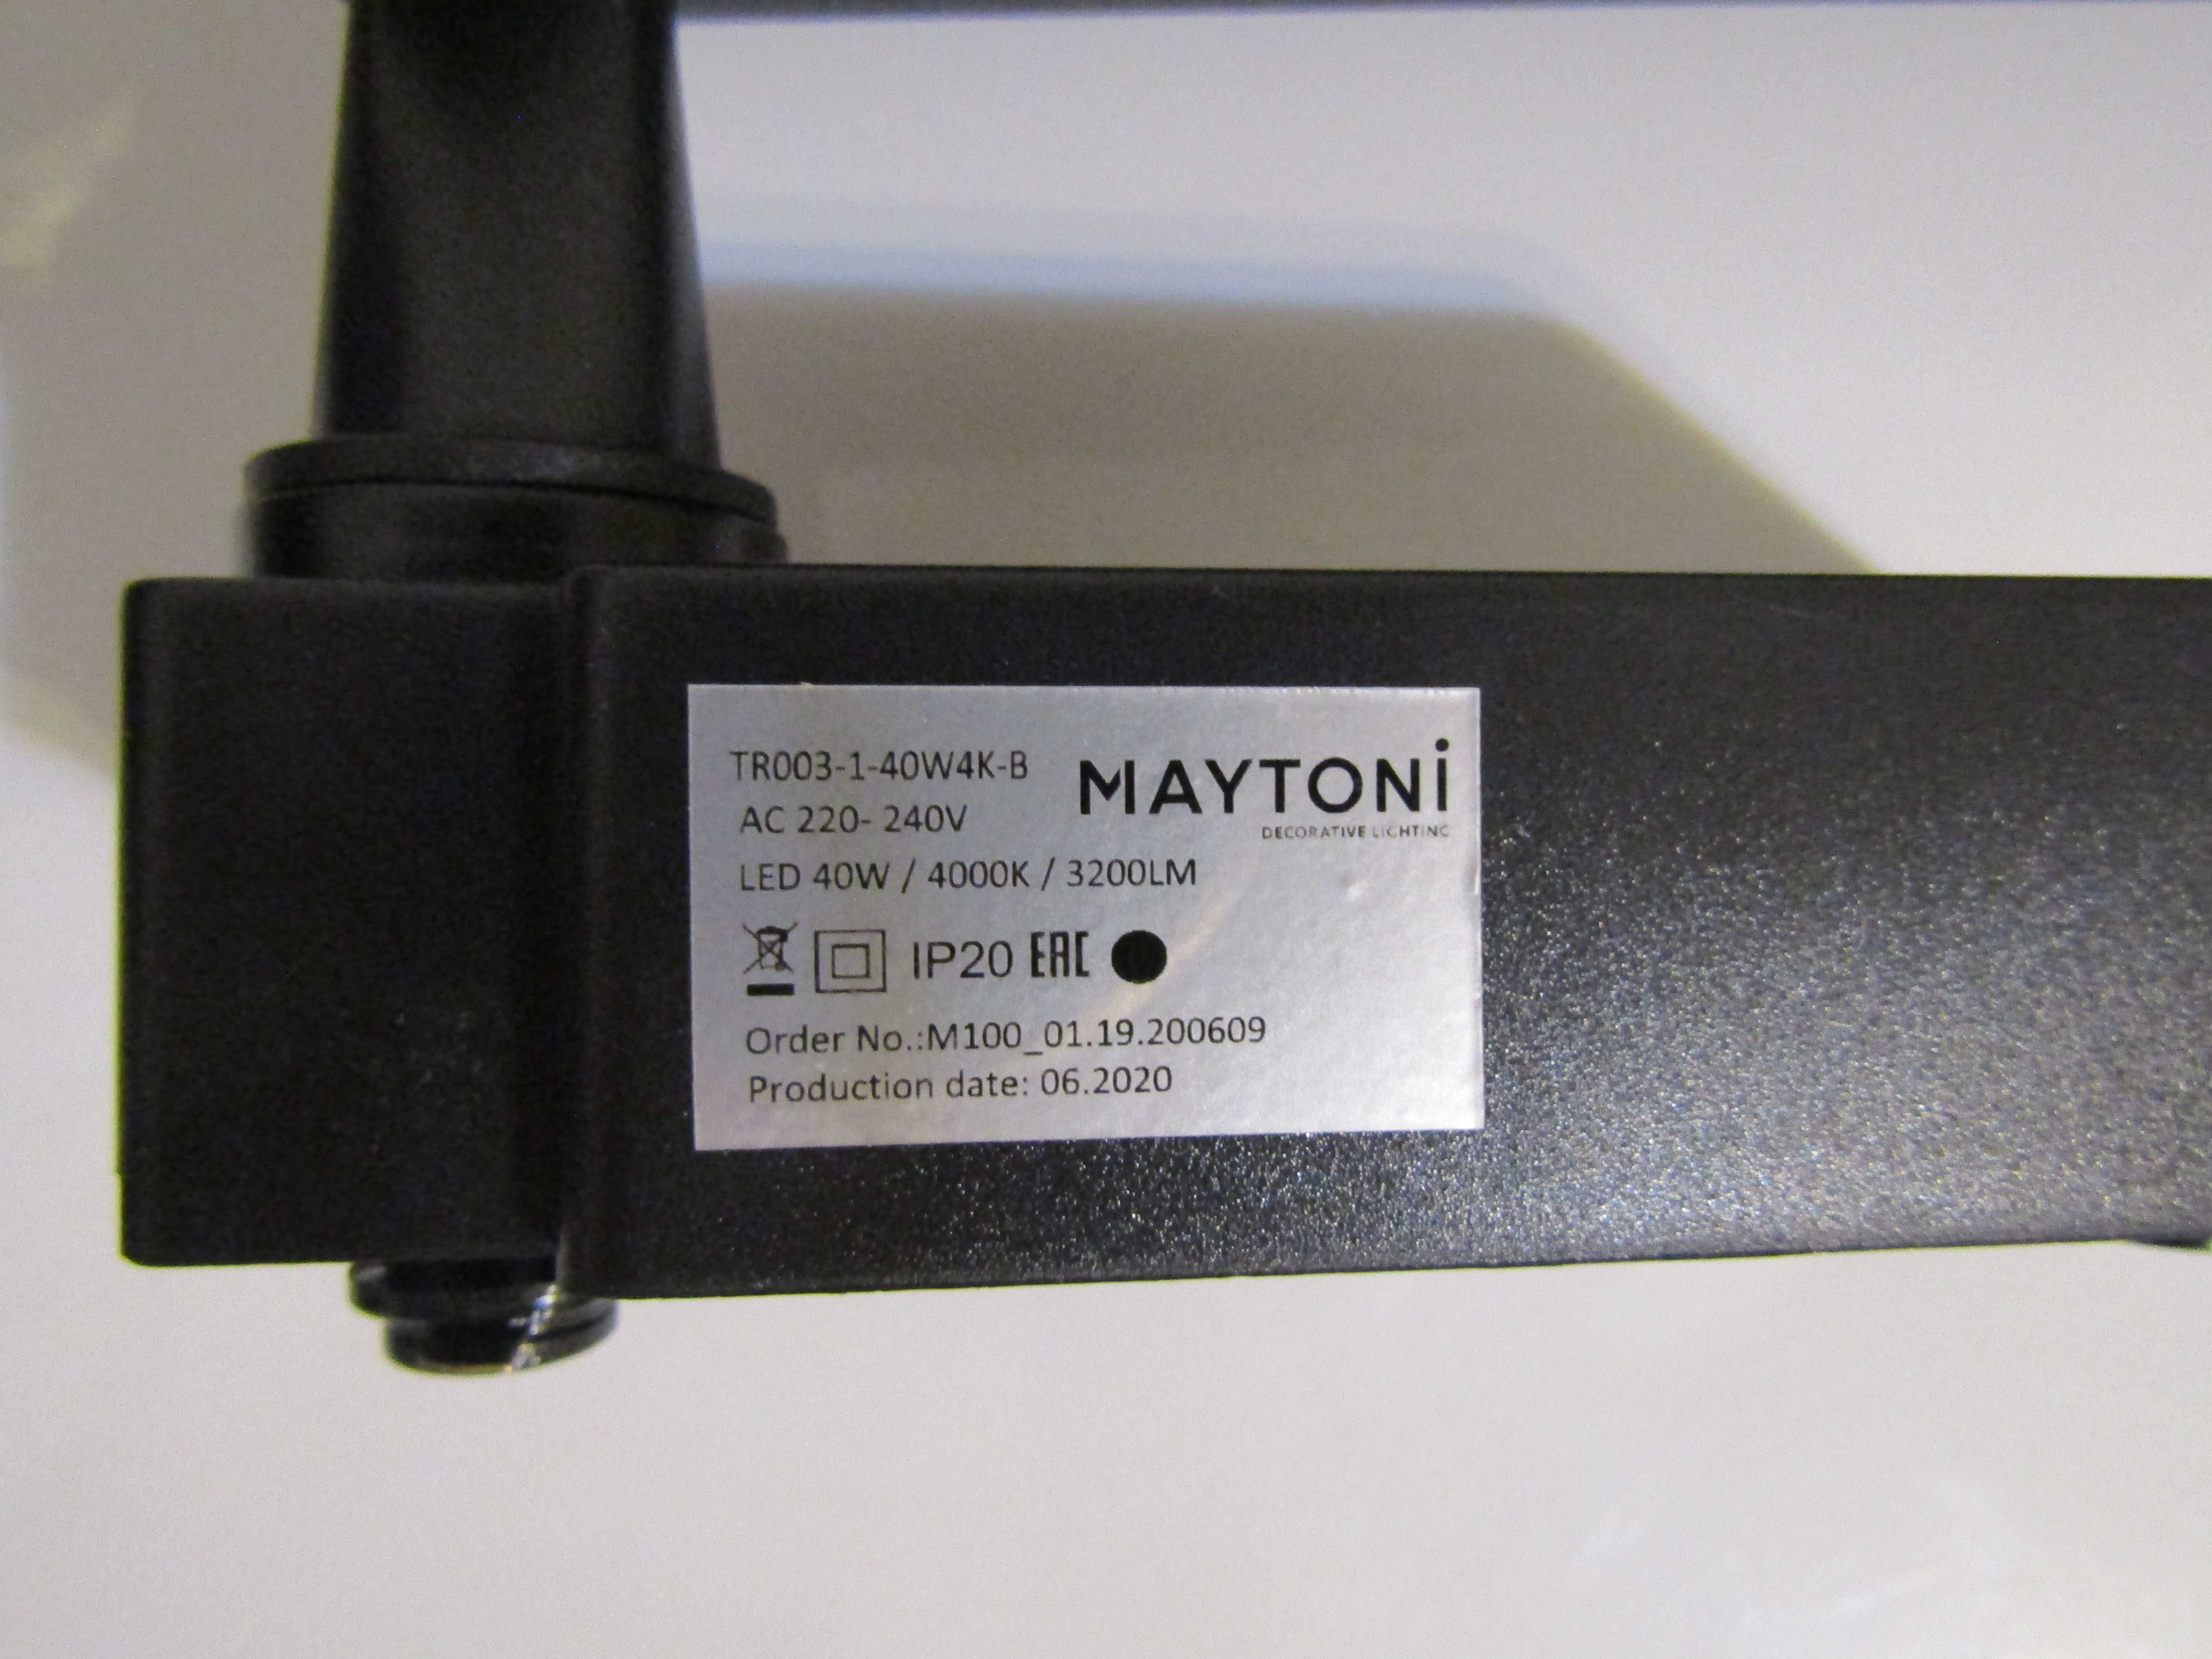 TR003-1-40W4K-B
MAYTONi
DECORATIVE LIGHTING
AC 220- 240V
LED 40W / 4000K / 3200LM
IP20 EAC
Order No.:M100_01.19.200609
Production date: 06.2020